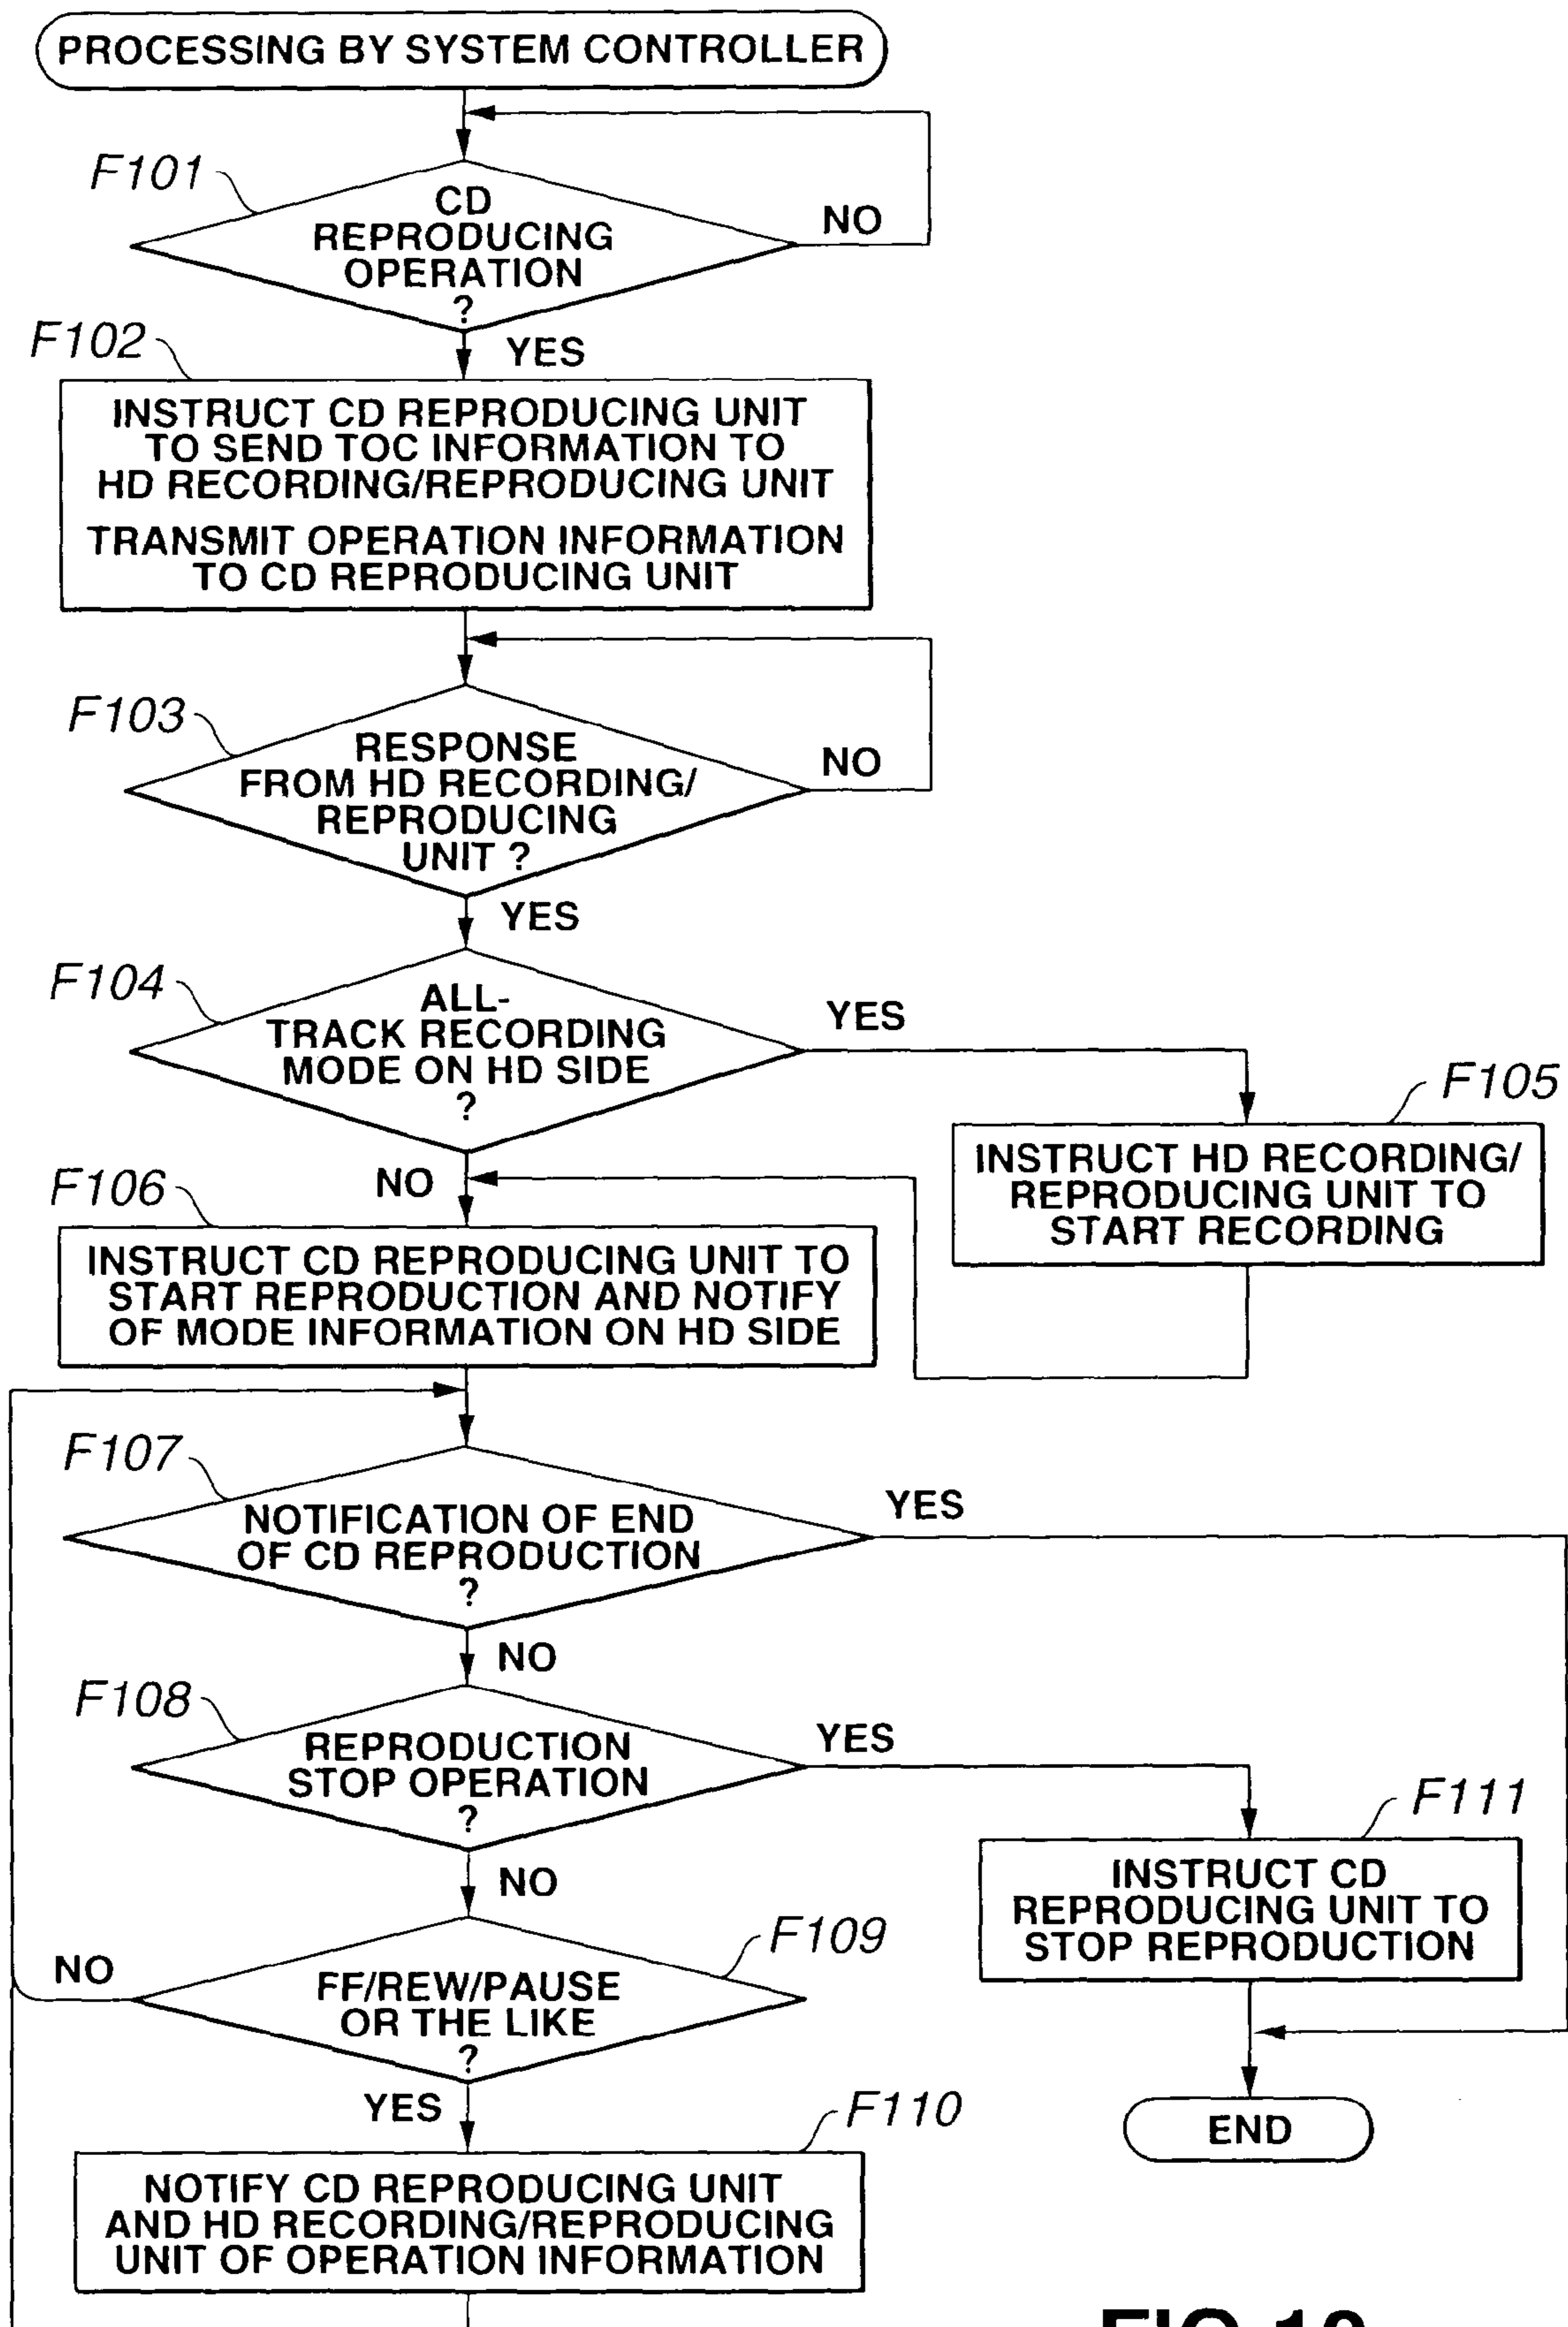 PROCESSING BY SYSTEM CONTROLLER
F101
CD
REPRODUCING
OPERATION
?
NO
YES
F102
INSTRUCT CD REPRODUCING UNIT
TO SEND TOC INFORMATION TO
HD RECORDING/REPRODUCING UNIT
TRANSMIT OPERATION INFORMATION
TO CD REPRODUCING UNIT
F103
RESPONSE
FROM HD RECORDING/
REPRODUCING
UNIT ?
NO
YES
F104
ALL-
TRACK RECORDING
MODE ON HD SIDE
?
YES
NO
F105
INSTRUCT HD RECORDING/
REPRODUCING UNIT TO
START RECORDING
F106
INSTRUCT CD REPRODUCING UNIT TO
START REPRODUCTION AND NOTIFY
OF MODE INFORMATION ON HD SIDE
F107
NOTIFICATION OF END
OF CD REPRODUCTION
?
YES
NO
F108
REPRODUCTION
STOP OPERATION
?
YES
NO
F111
INSTRUCT CD
REPRODUCING UNIT TO
STOP REPRODUCTION
F109
FF/REW/PAUSE
OR THE LIKE
?
NO
YES
END
F110
NOTIFY CD REPRODUCING UNIT
AND HD RECORDING/REPRODUCING
UNIT OF OPERATION INFORMATION